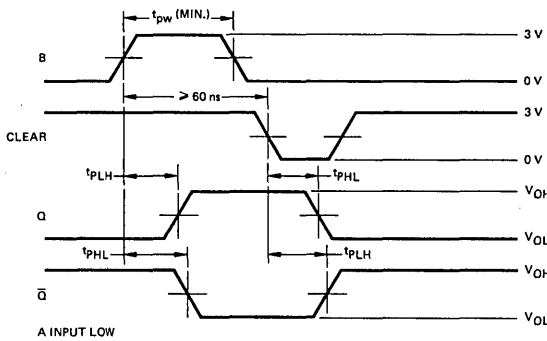 tpw (MIN.)
3 V
B
0 V
≥ 60 ns
3 V
CLEAR
0 V
tPLH
tPHL
VOH
Q
VOL
tPHL
tPLH
VOH
Q̅
VOL
A INPUT LOW